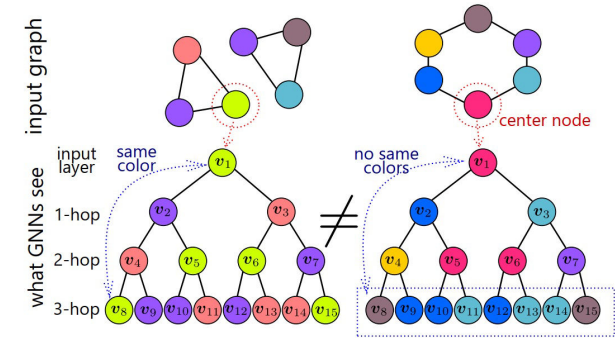 input graph
center node
what GNNs see
input
layer
same
color
v₁
no same
colors
v₁
1-hop
v₂
v₃
≠
v₂
v₃
2-hop
v₄
v₅
v₆
v₇
v₄
v₅
v₆
v₇
3-hop
v₈
v₉
v₁₀
v₁₁
v₁₂
v₁₃
v₁₄
v₁₅
v₈
v₉
v₁₀
v₁₁
v₁₂
v₁₃
v₁₄
v₁₅